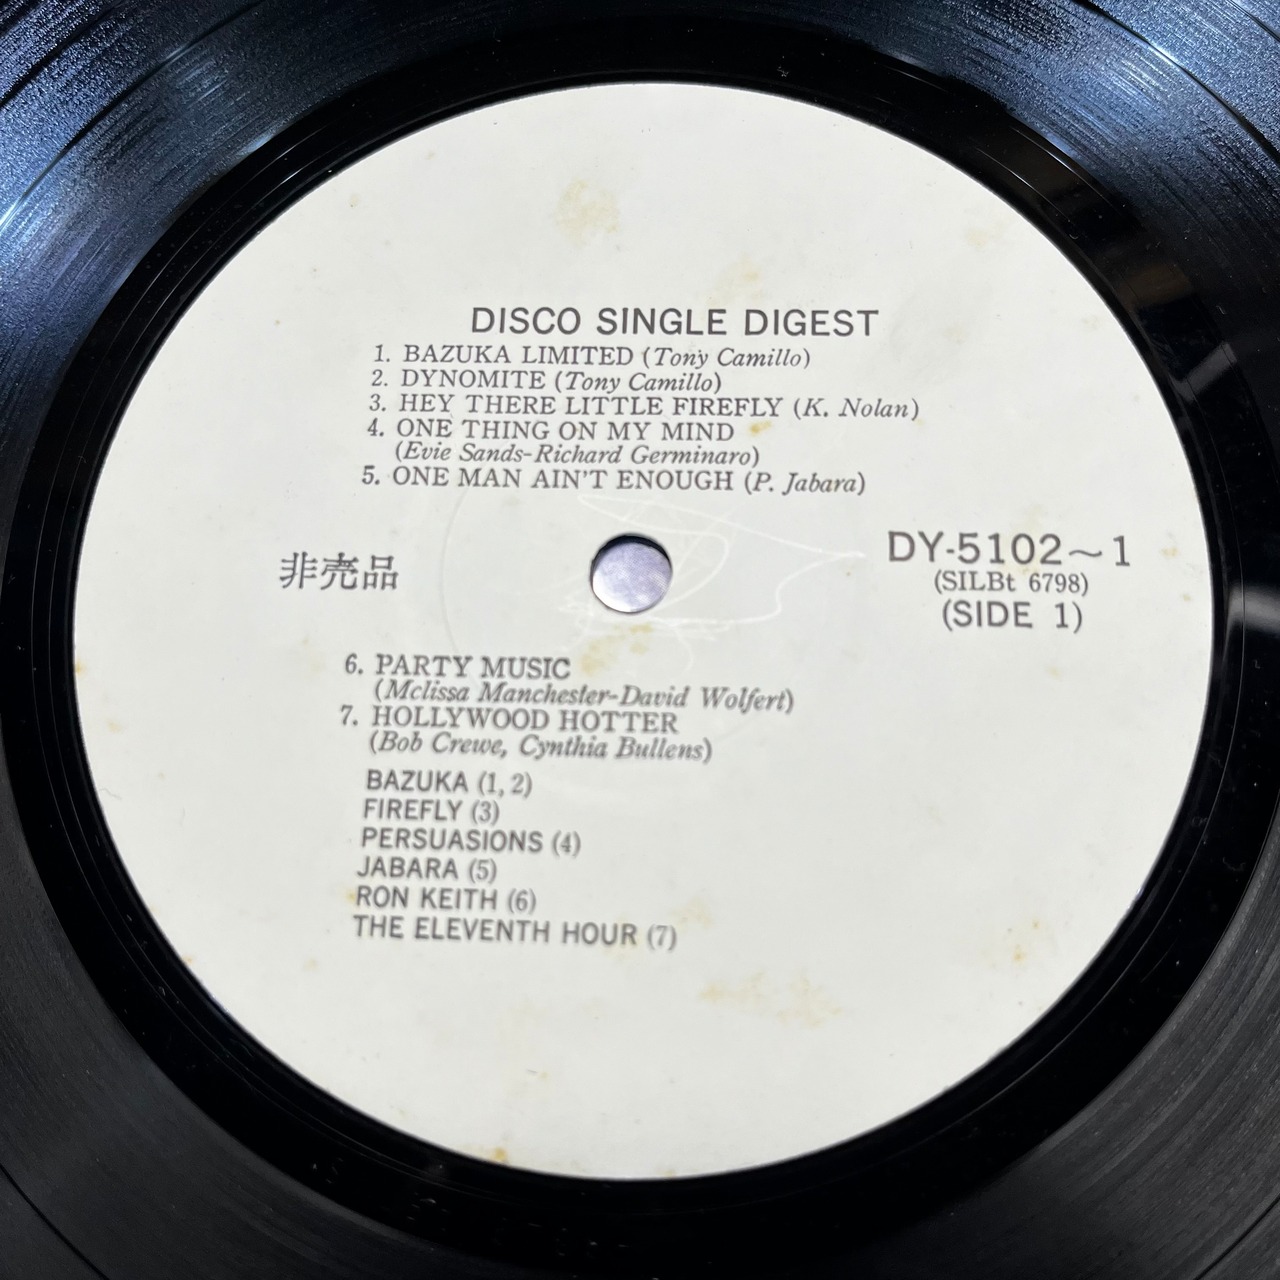 DISCO SINGLE DIGEST
1. BAZUKA LIMITED (Tony Camillo)
2. DYNOMITE (Tony Camillo)
3. HEY THERE LITTLE FIREFLY (K. Nolan)
4. ONE THING ON MY MIND
(Evie Sands-Richard Germinaro)
5. ONE MAN AIN'T ENOUGH (P. Jabara)
非売品
DY-5102~1
(SILBt 6798)
(SIDE 1)
6. PARTY MUSIC
(Mclissa Manchester-David Wolfert)
7. HOLLYWOOD HOTTER
(Bob Crewe, Cynthia Bullens)
BAZUKA (1, 2)
FIREFLY (3)
PERSUASIONS (4)
JABARA (5)
RON KEITH (6)
THE ELEVENTH HOUR (7)